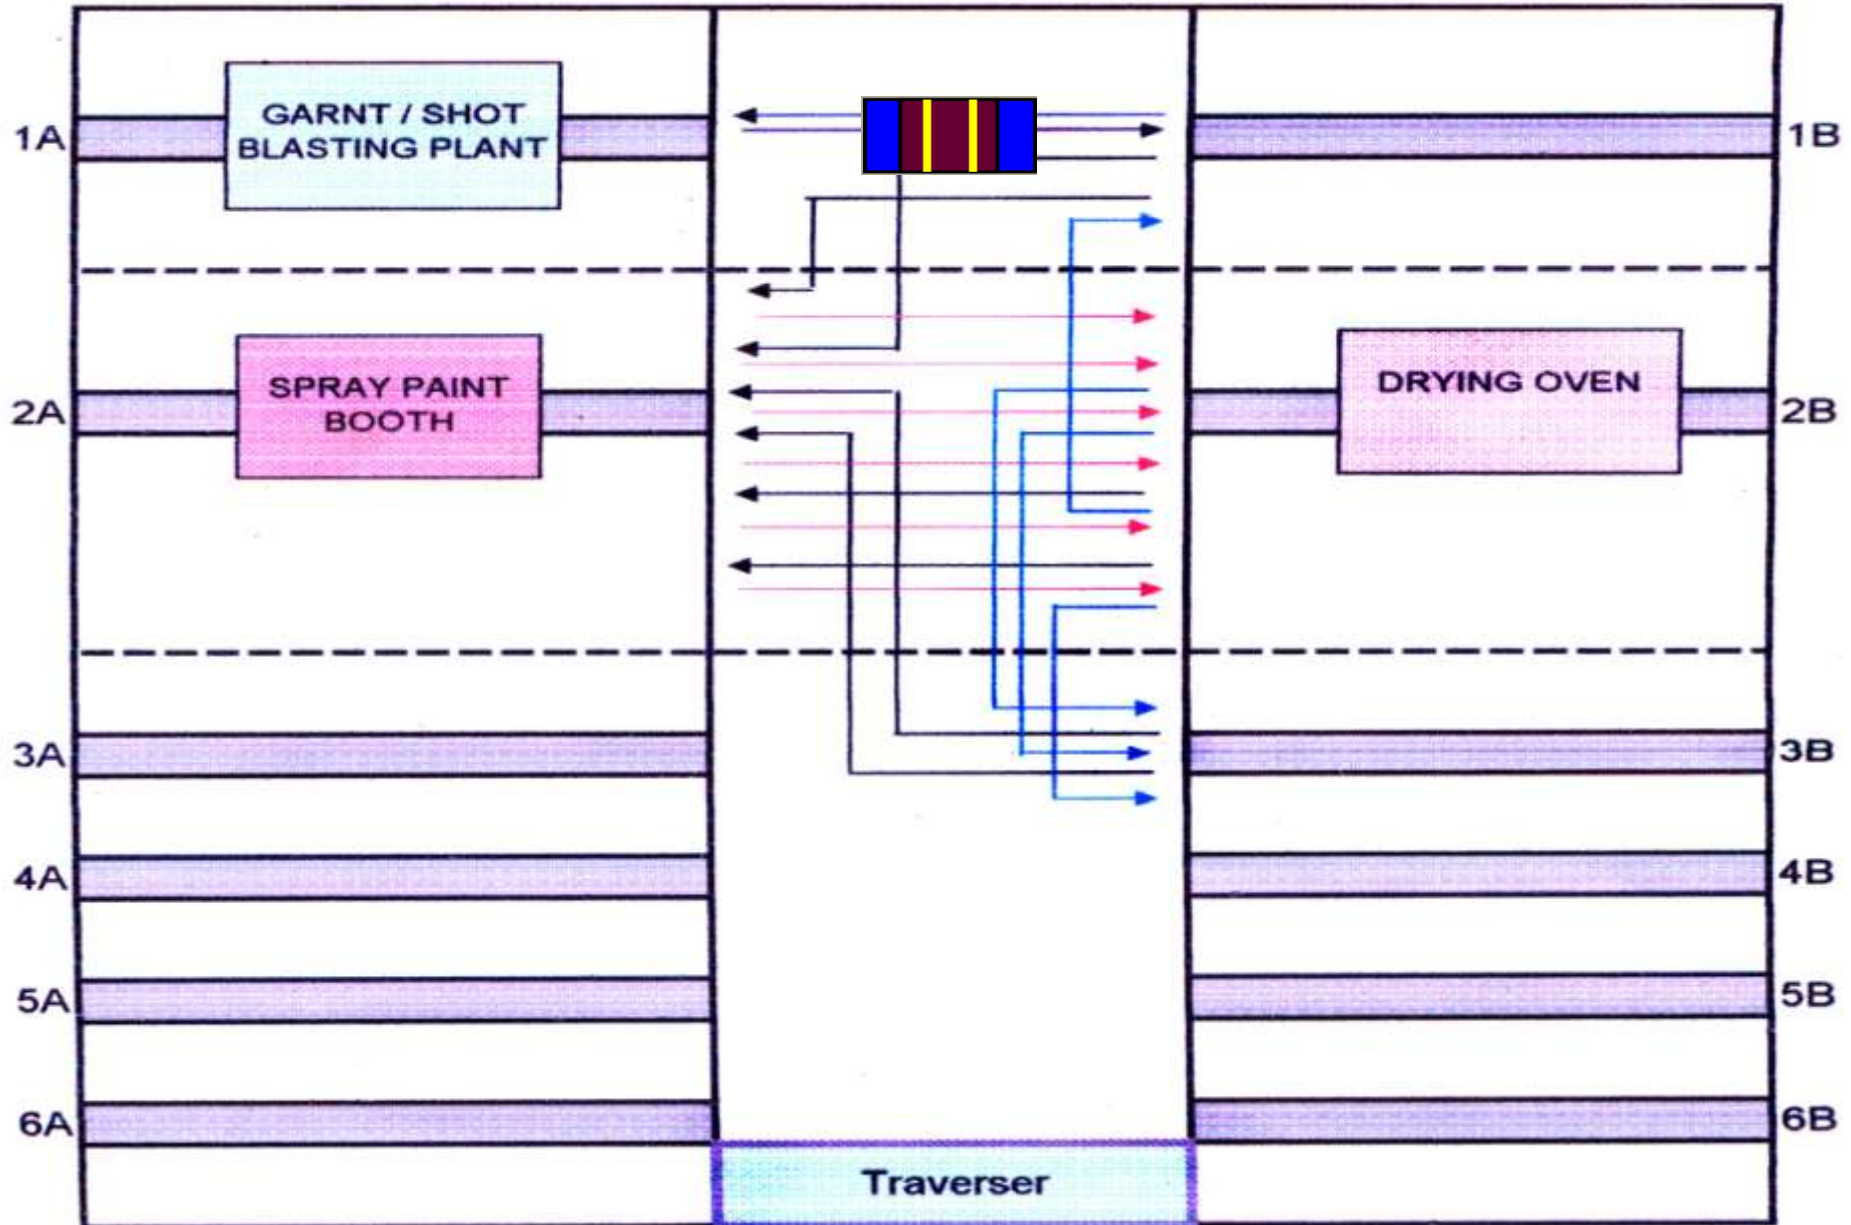 GARNT / SHOT
BLASTING PLANT
1A
1B
SPRAY PAINT
BOOTH
DRYING OVEN
2A
2B
3A
3B
4A
4B
5A
5B
6A
6B
Traverser